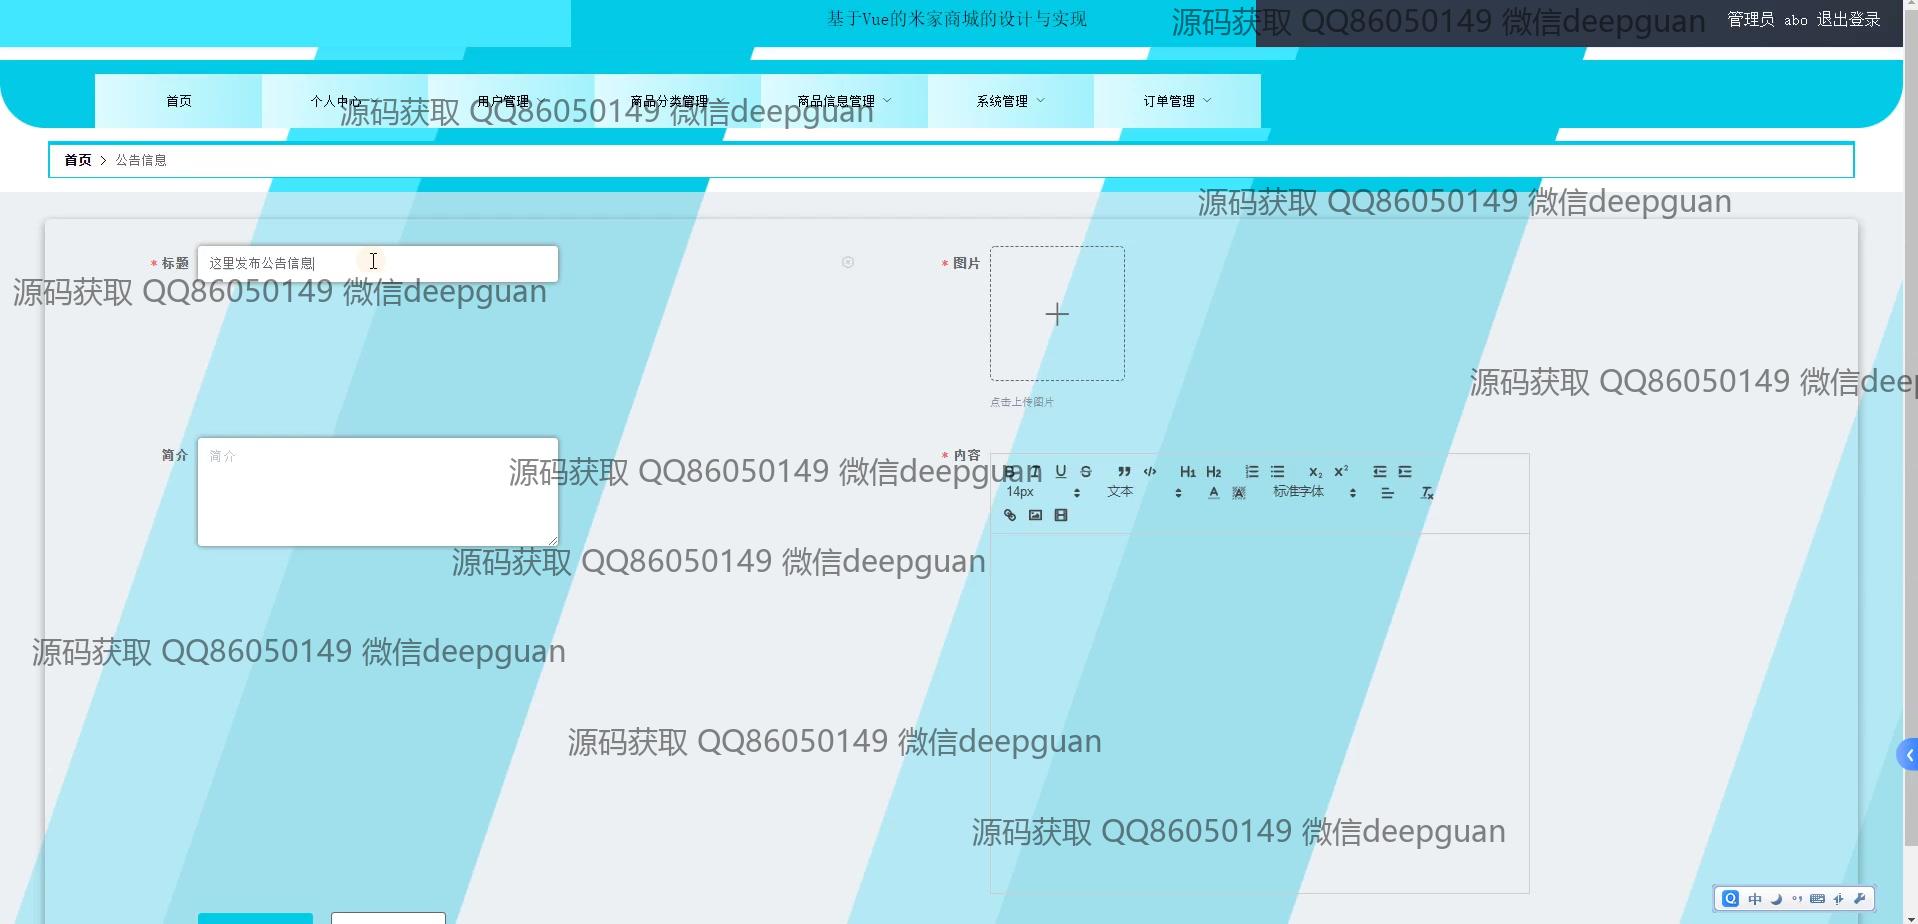 基于Vue的米家商城的设计与实现
源码获取 QQ86050149 微信deepguan
管理员 abo 退出登录
首页 个人中心 用户管理 商品分类管理 商品信息管理 系统管理 订单管理
源码获取 QQ86050149 微信deepguan
首页 > 公告信息
源码获取 QQ86050149 微信deepguan
* 标题 这里发布公告信息
* 图片
源码获取 QQ86050149 微信deepguan
源码获取 QQ86050149 微信deep
点击上传图片
简介 简介
* 内容
源码获取 QQ86050149 微信deepguan
B I U S ” </> H1 H2 X₂ X²
14px 文本 A A 标准字体 Tx
源码获取 QQ86050149 微信deepguan
源码获取 QQ86050149 微信deepguan
源码获取 QQ86050149 微信deepguan
源码获取 QQ86050149 微信deepguan
中